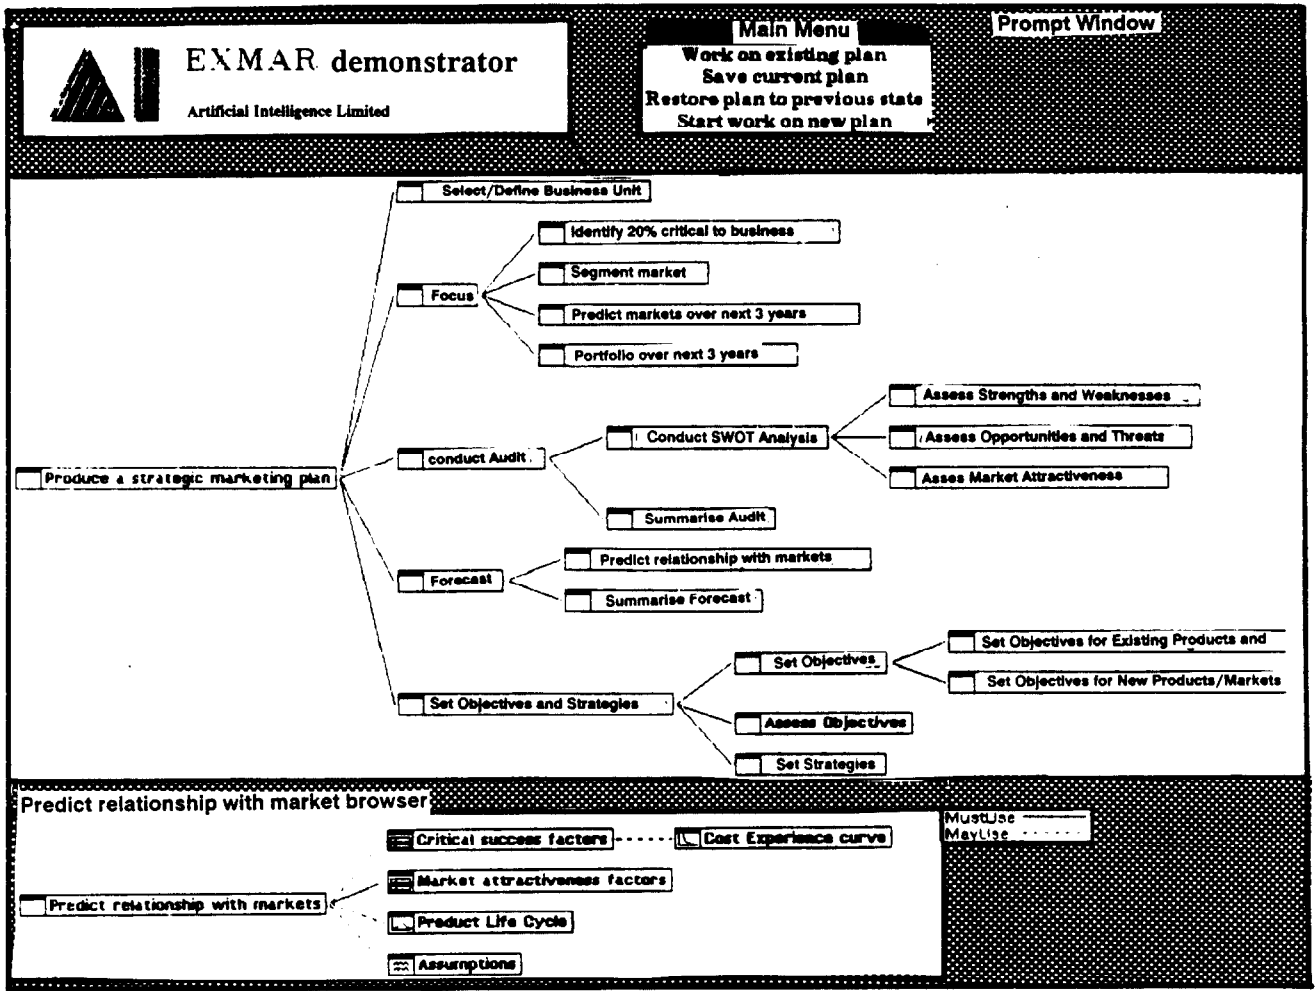 EXMAR demonstrator
Artificial Intelligence Limited
Main Menu
Work on existing plan
Save current plan
Restore plan to previous state
Start work on new plan
Prompt Window
Select/Define Business Unit
Identify 20% critical to business
Segment market
Focus
Predict markets over next 3 years
Portfolio over next 3 years
Assess Strengths and Weaknesses
Conduct SWOT Analysis
Assess Opportunities and Threats
conduct Audit
Asses Market Attractiveness
Produce a strategic marketing plan
Summarise Audit
Predict relationship with markets
Forecast
Summarise Forecast
Set Objectives for Existing Products and
Set Objectives
Set Objectives for New Products/Markets
Set Objectives and Strategies
Assess Objectives
Set Strategies
Predict relationship with market browser
MustUse
MayUse
Critical success factors
Cost Experience curve
Market attractiveness factors
Predict relationship with markets
Product Life Cycle
Assumptions